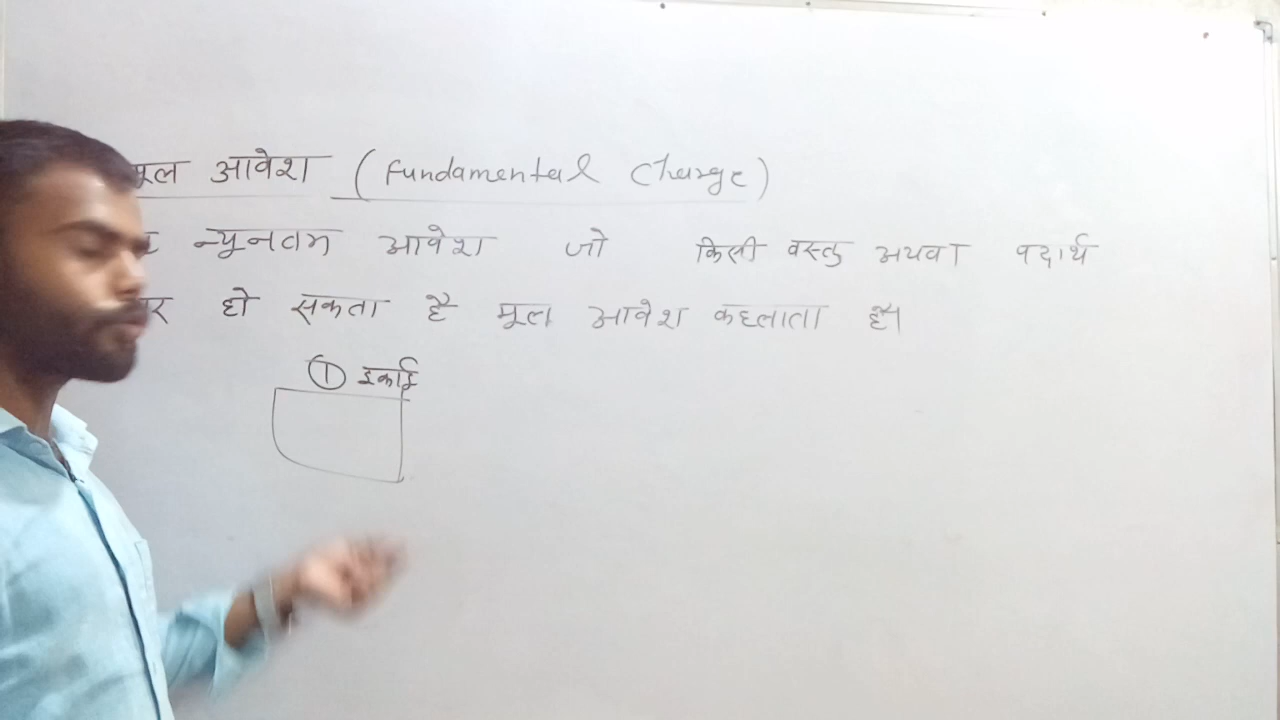 मूल आवेश (Fundamental Charge)
न्यूनतम आवेश जो किसी वस्तु अथवा पदार्थ
हो सकता है मूल आवेश कहलाता है।
① इकाई